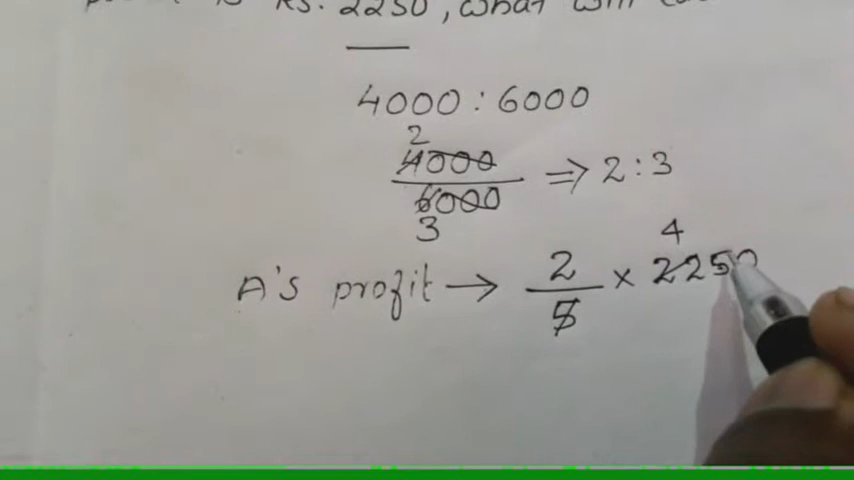 Rs. 2250, what will
4000 : 6000
2
4000
6000 => 2 : 3
3
4
A's profit → 2/5 × 2250